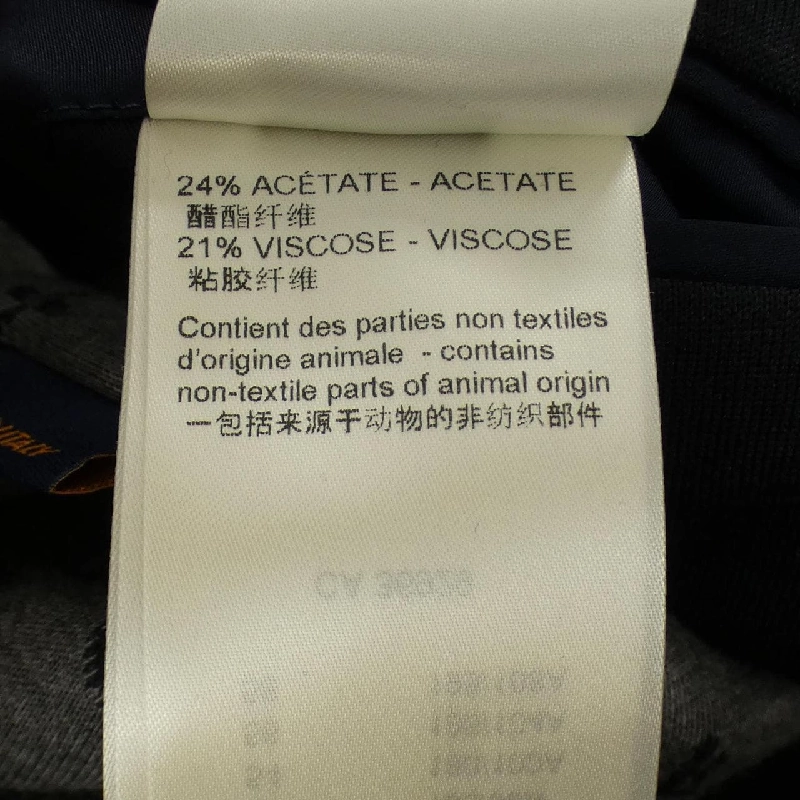 24% ACÉTATE - ACETATE
醋酯纤维
21% VISCOSE - VISCOSE
粘胶纤维
Contient des parties non textiles
d'origine animale - contains
non-textile parts of animal origin
一包括来源于动物的非纺织部件
ITALY